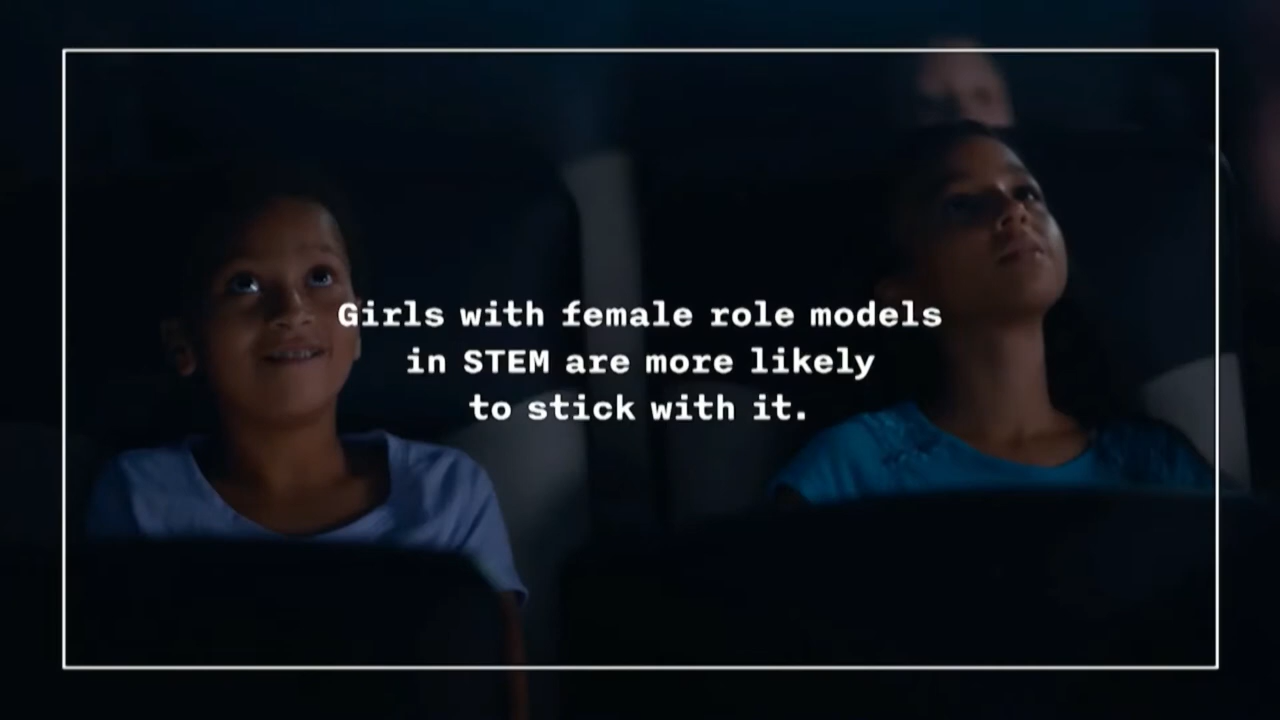 Girls with female role models
in STEM are more likely
to stick with it.